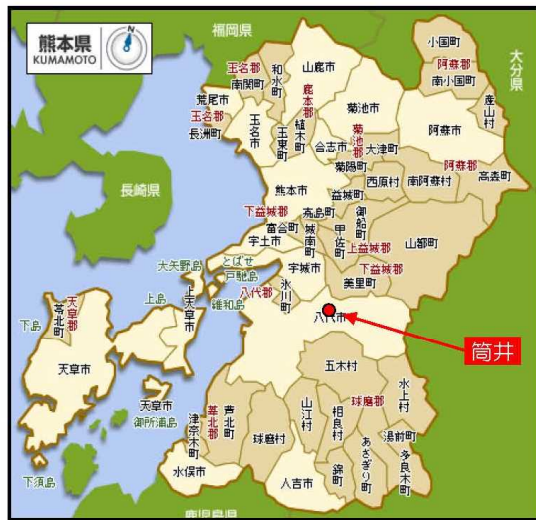 熊本県
KUMAMOTO
福岡県
大分県
長崎県
鹿児島県
小国町
阿蘇郡
南小国町
産山村
玉名郡
南関町
和水町
山鹿市
鹿本郡
植木町
菊池市
阿蘇市
荒尾市
玉名郡
長洲町
玉名市
玉東町
合志市
菊池郡
大津町
菊陽町
阿蘇郡
高森町
熊本市
益城町
西原村
南阿蘇村
下益城郡
嘉島町
御船町
富合町
城南町
甲佐町
上益城郡
山都町
宇土市
宇城市
下益城郡
美里町
とばせ
戸馳島
大矢野島
維和島
八代郡
氷川町
上天草市
上島
天草郡
苓北町
下島
天草市
八代市
筒井
五木村
天草市
御所浦島
球磨郡
水上村
芦北町
葦北郡
津奈木町
球磨村
山江村
相良村
湯前町
あさぎり町
多良木町
錦町
水俣市
人吉市
下須島